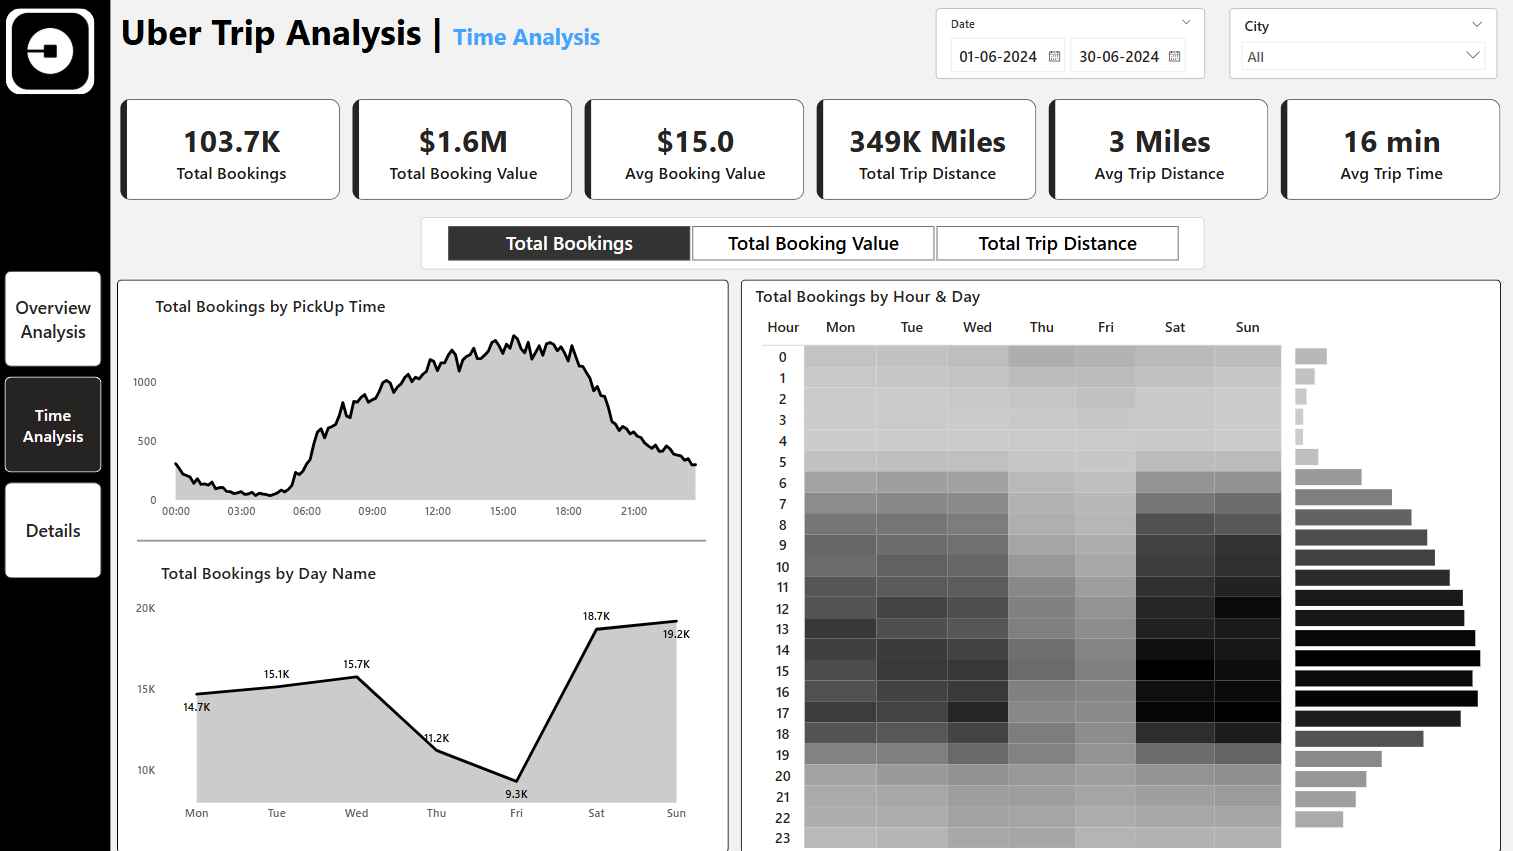 Uber Trip Analysis | Time Analysis
Date
01-06-2024 30-06-2024
City
All
103.7K
Total Bookings
$1.6M
Total Booking Value
$15.0
Avg Booking Value
349K Miles
Total Trip Distance
3 Miles
Avg Trip Distance
16 min
Avg Trip Time
Total Bookings
Total Booking Value
Total Trip Distance
Overview
Analysis
Time
Analysis
Details
Total Bookings by PickUp Time
1000
500
0
00:00 03:00 06:00 09:00 12:00 15:00 18:00 21:00
Total Bookings by Day Name
20K
15K
10K
14.7K
15.1K
15.7K
11.2K
9.3K
18.7K
19.2K
Mon Tue Wed Thu Fri Sat Sun
Total Bookings by Hour & Day
Hour Mon Tue Wed Thu Fri Sat Sun
0
1
2
3
4
5
6
7
8
9
10
11
12
13
14
15
16
17
18
19
20
21
22
23